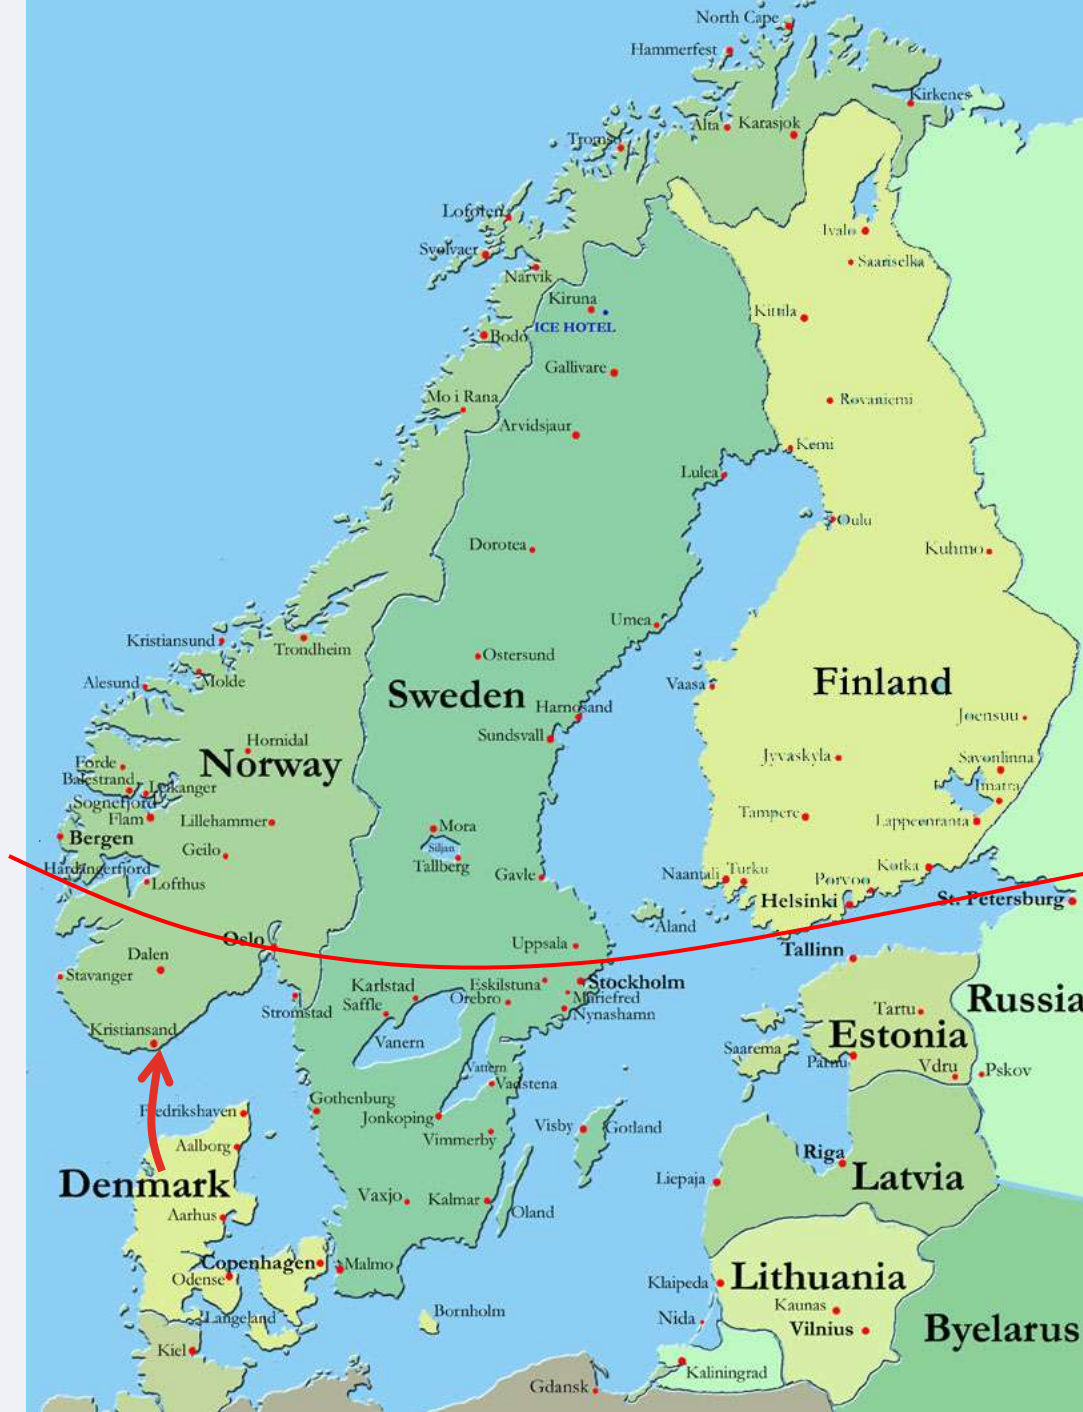 North Cape
Hammerfest
Kirkenes
Alta
Karasjok
Tromso
Lofoten
Ivalo
Svolvaer
Saariselka
Narvik
Kiruna
Kittila
ICE HOTEL
Bodo
Gallivare
Mo i Rana
Rovaniemi
Arvidsjaur
Kemi
Lulea
Oulu
Dorotea
Kuhmo
Umea
Kristiansund
Trondheim
Ostersund
Molde
Alesund
Vaasa
Finland
Sweden
Harnosand
Joensuu
Sundsvall
Hornidal
Norway
Forde
Jyvaskyla
Savonlinna
Balestrand
Leikanger
Imatra
Sognefjord
Flam
Lillehammer
Tampere
Lappeenranta
Mora
Bergen
Siljan
Geilo
Tallberg
Hardangerfjord
Lofthus
Gavle
Naantali
Turku
Porvoo
Kotka
Helsinki
St. Petersburg
Aland
Oslo
Uppsala
Tallinn
Dalen
Stavanger
Karlstad
Eskilstuna
Stockholm
Saffle
Orebro
Mariefred
Russia
Stromstad
Nynashamn
Tartu
Kristiansand
Estonia
Vanern
Saarema
Parnu
Vattern
Vdru
Pskov
Vadstena
Gothenburg
Fredrikshaven
Jonkoping
Visby
Gotland
Vimmerby
Aalborg
Riga
Denmark
Liepaja
Latvia
Vaxjo
Kalmar
Aarhus
Oland
Copenhagen
Malmo
Odense
Klaipeda
Lithuania
Kaunas
Langeland
Bornholm
Nida
Vilnius
Byelarus
Kiel
Kaliningrad
Gdansk